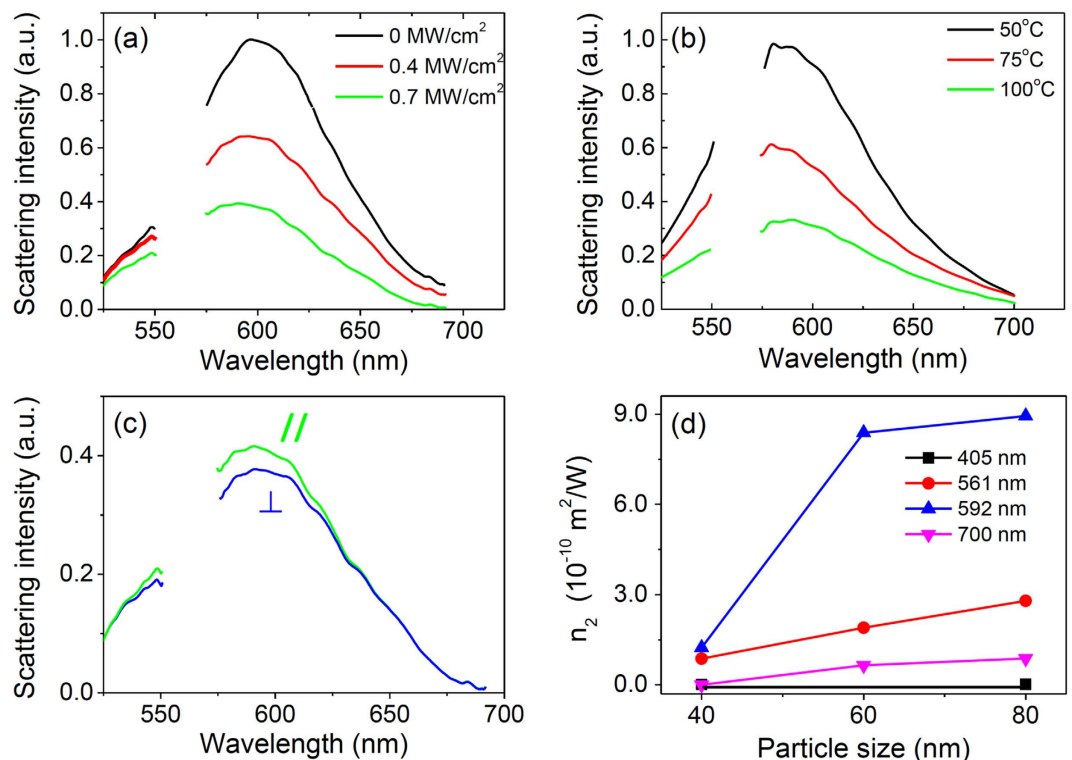 (a)
0 MW/cm²
0.4 MW/cm²
0.7 MW/cm²
Scattering intensity (a.u.)
1.0
0.8
0.6
0.4
0.2
0.0
550 600 650 700
Wavelength (nm)
(b)
50°C
75°C
100°C
Scattering intensity (a.u.)
1.0
0.8
0.6
0.4
0.2
0.0
550 600 650 700
Wavelength (nm)
(c)
//
⊥
Scattering intensity (a.u.)
0.4
0.2
0.0
550 600 650 700
Wavelength (nm)
(d)
405 nm
561 nm
592 nm
700 nm
n₂ (10⁻¹⁰ m²/W)
9.0
6.0
3.0
0.0
40 60 80
Particle size (nm)